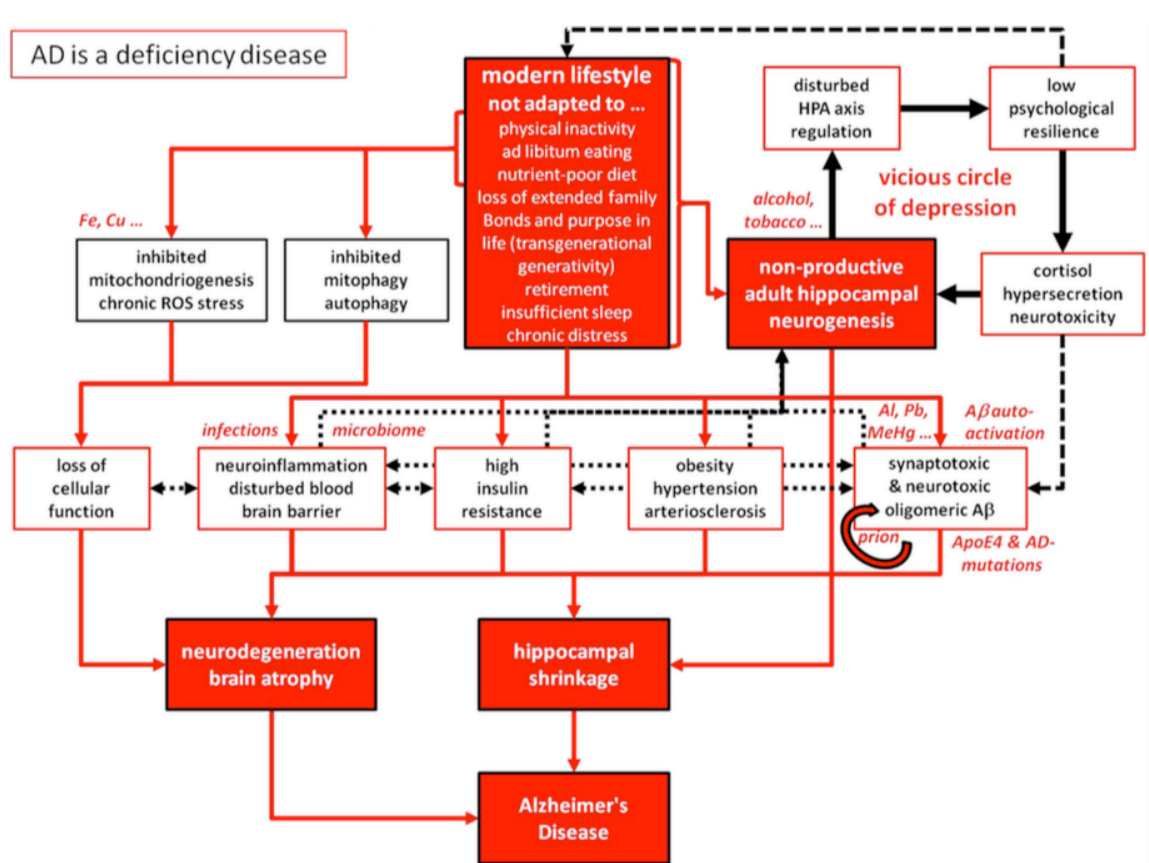 AD is a deficiency disease
modern lifestyle
not adapted to ...
physical inactivity
ad libitum eating
nutrient-poor diet
loss of extended family
Bonds and purpose in
life (transgenerational
generativity)
retirement
insufficient sleep
chronic distress
disturbed
HPA axis
regulation
low
psychological
resilience
vicious circle
of depression
alcohol,
tobacco ...
Fe, Cu ...
inhibited
mitochondriogenesis
chronic ROS stress
inhibited
mitophagy
autophagy
non-productive
adult hippocampal
neurogenesis
cortisol
hypersecretion
neurotoxicity
infections
microbiome
Al, Pb,
MeHg ...
Aβ auto-
activation
loss of
cellular
function
neuroinflammation
disturbed blood
brain barrier
high
insulin
resistance
obesity
hypertension
arteriosclerosis
synaptotoxic
& neurotoxic
oligomeric Aβ
prion
ApoE4 & AD-
mutations
neurodegeneration
brain atrophy
hippocampal
shrinkage
Alzheimer's
Disease